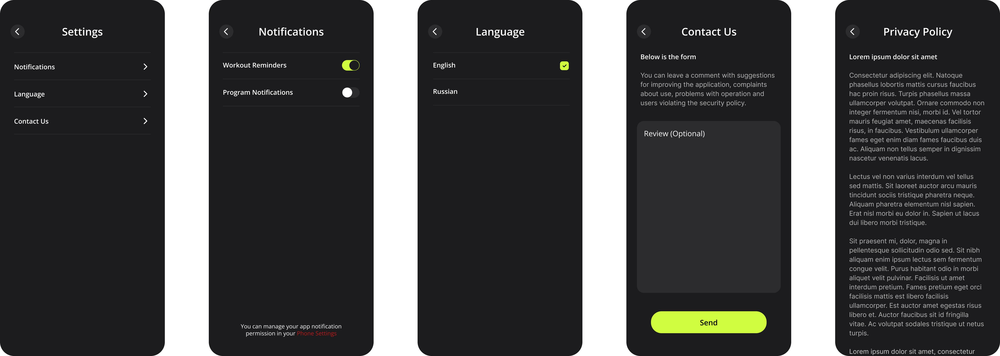 Settings
Notifications
Language
Contact Us
Notifications
Workout Reminders
Program Notifications
You can manage your app notification
permission in your Phone Settings
Language
English
Russian
Contact Us
Below is the form
You can leave a comment with suggestions
for improving the application, complaints
about use, problems with operation and
users violating the security policy.
Review (Optional)
Send
Privacy Policy
Lorem ipsum dolor sit amet
Consectetur adipiscing elit. Natoque
phasellus lobortis mattis cursus faucibus
hac proin risus. Turpis phasellus massa
ullamcorper volutpat. Ornare commodo non
integer fermentum nisi, morbi id. Vel tortor
mauris feugiat amet, maecenas facilisis
risus, in faucibus. Vestibulum ullamcorper
fames eget enim diam fames faucibus duis
ac. Aliquam non tellus semper in dignissim
nascetur venenatis lacus.
Lectus vel non varius interdum vel tellus
sed mattis. Sit laoreet auctor arcu mauris
tincidunt sociis tristique pharetra neque.
Aliquam pharetra elementum nisl sapien.
Erat nisl morbi eu dolor in. Sapien ut lacus
dui libero morbi tristique.
Sit praesent mi, dolor, magna in
pellentesque sollicitudin odio sed. Sit nibh
aliquam enim ipsum lectus sem fermentum
congue velit. Purus habitant odio in morbi
aliquet velit pulvinar. Facilisis ut amet
interdum pretium. Fames pretium eget orci
facilisis mattis est libero facilisis
ullamcorper. Est auctor amet egestas risus
libero et. Auctor faucibus sit id fringilla
vitae. Ac volutpat sodales tristique ut netus
turpis.
Lorem ipsum dolor sit amet, consectetur